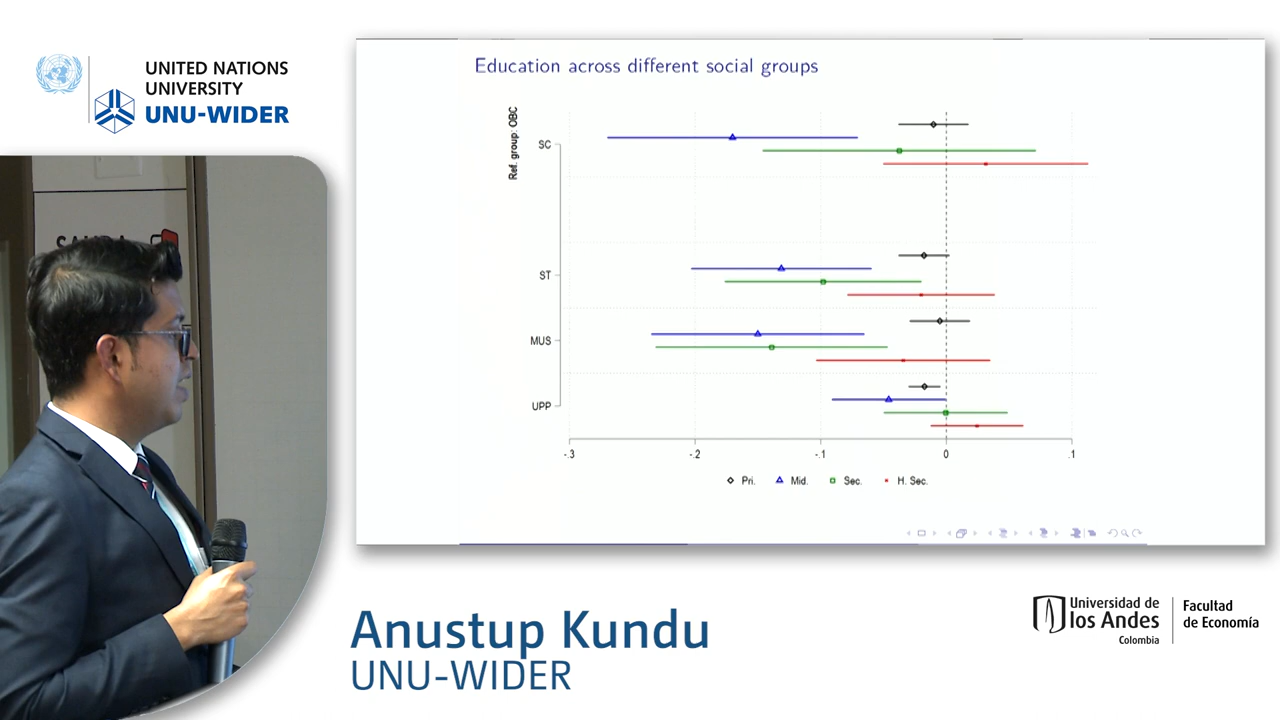 UNITED NATIONS
UNIVERSITY
UNU-WIDER
Education across different social groups
Ref. group: OBC
SC
ST
MUS
UPP
-.3
-.2
-.1
0
.1
Pri.
Mid.
Sec.
H. Sec.
Anustup Kundu
UNU-WIDER
Universidad de
los Andes
Colombia
Facultad
de Economía